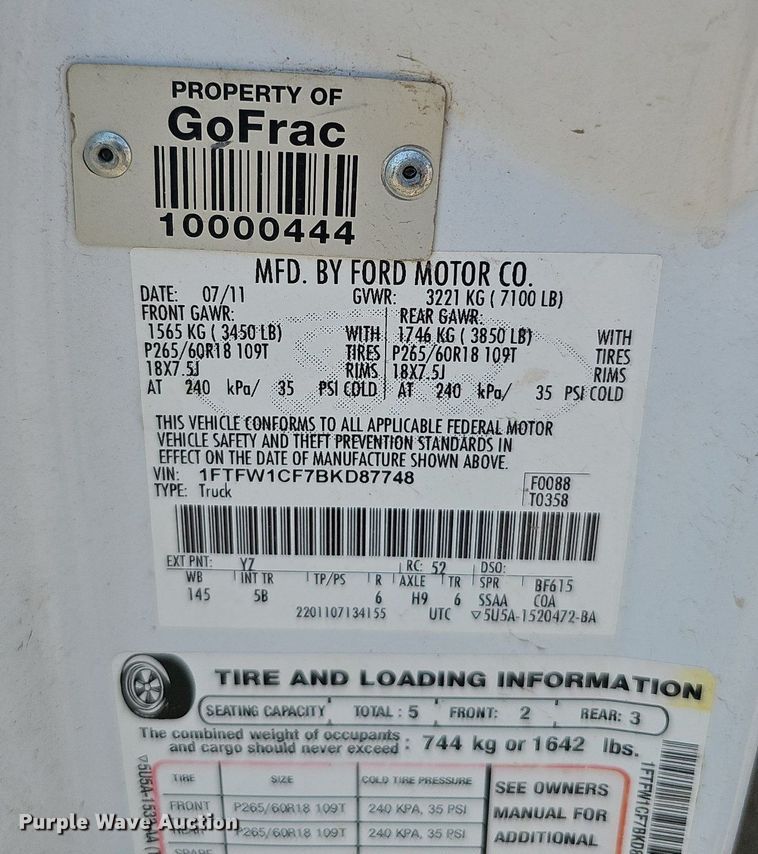 PROPERTY OF
GoFrac
10000444
MFD. BY FORD MOTOR CO.
DATE: 07/11 GVWR: 3221 KG ( 7100 LB)
FRONT GAWR: REAR GAWR:
1565 KG ( 3450 LB) WITH 1746 KG ( 3850 LB) WITH
P265/60R18 109T TIRES P265/60R18 109T TIRES
18X7.5J RIMS 18X7.5J RIMS
AT 240 kPa/ 35 PSI COLD AT 240 kPa/ 35 PSI COLD
THIS VEHICLE CONFORMS TO ALL APPLICABLE FEDERAL MOTOR
VEHICLE SAFETY AND THEFT PREVENTION STANDARDS IN
EFFECT ON THE DATE OF MANUFACTURE SHOWN ABOVE.
VIN: 1FTFW1CF7BKD87748 F0088
TYPE: Truck T0358
EXT PNT: YZ RC: 52 DSO:
WB INT TR TP/PS R AXLE TR SPR BF615
145 5B 6 H9 6 SSAA COA
2201107134155 UTC ▽5U5A-1520472-BA
TIRE AND LOADING INFORMATION
SEATING CAPACITY TOTAL : 5 FRONT: 2 REAR: 3
The combined weight of occupants
and cargo should never exceed : 744 kg or 1642 lbs.
TIRE SIZE COLD TIRE PRESSURE SEE OWNERS
FRONT P265/60R18 109T 240 KPA, 35 PSI MANUAL FOR
P265/60R18 109T 240 KPA, 35 PSI ADDITIONAL
Purple Wave Auction